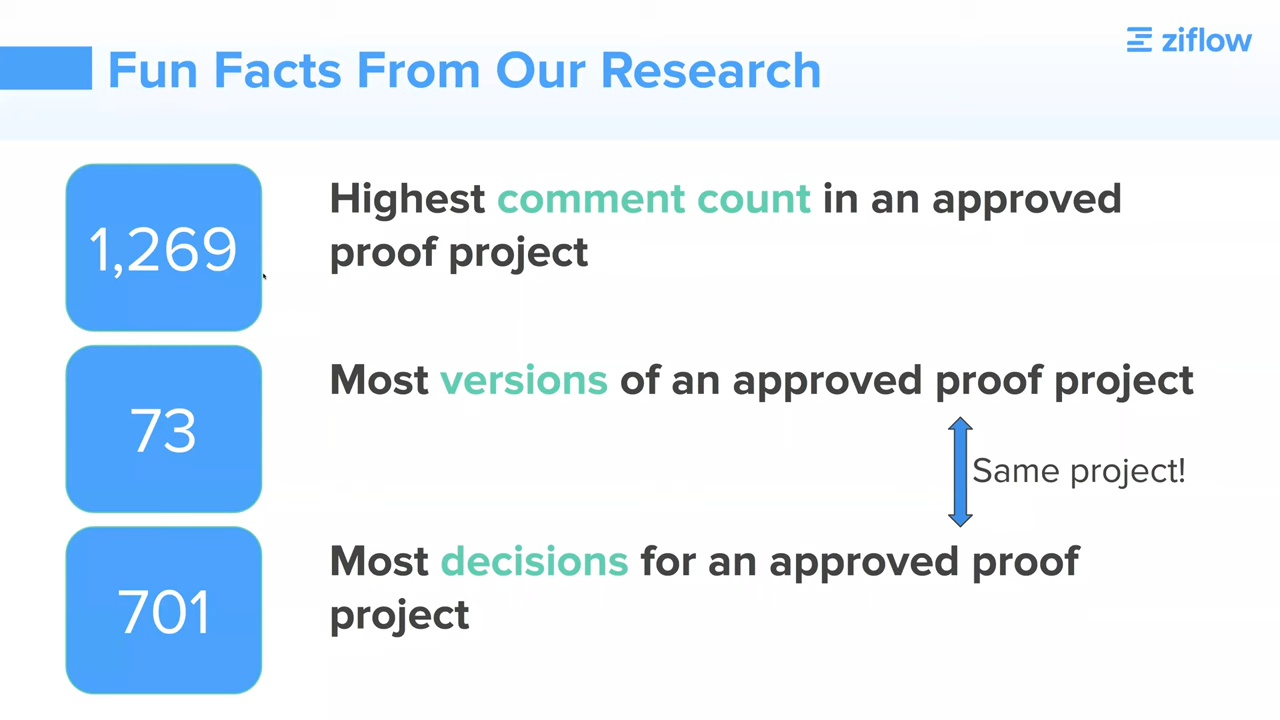 Fun Facts From Our Research
ziflow
1,269
Highest comment count in an approved
proof project
73
Most versions of an approved proof project
Same project!
701
Most decisions for an approved proof
project